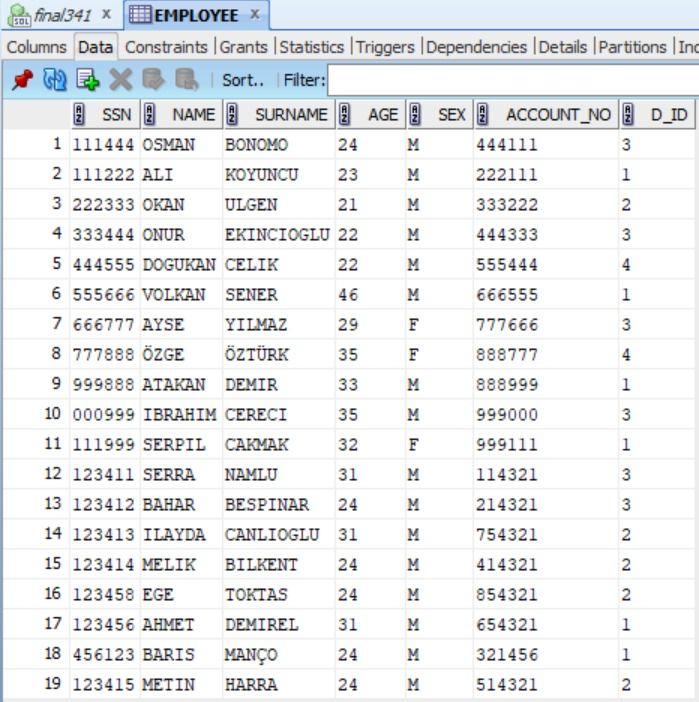 final341 x EMPLOYEE x
Columns Data Constraints |Grants |Statistics |Triggers |Dependencies |Details |Partitions |Inc
Sort.. Filter:
SSN NAME SURNAME AGE SEX ACCOUNT_NO D_ID
1 111444 OSMAN BONOMO 24 M 444111 3
2 111222 ALI KOYUNCU 23 M 222111 1
3 222333 OKAN ULGEN 21 M 333222 2
4 333444 ONUR EKINCIOGLU 22 M 444333 3
5 444555 DOGUKAN CELIK 22 M 555444 4
6 555666 VOLKAN SENER 46 M 666555 1
7 666777 AYSE YILMAZ 29 F 777666 3
8 777888 ÖZGE ÖZTÜRK 35 F 888777 4
9 999888 ATAKAN DEMIR 33 M 888999 1
10 000999 IBRAHIM CERECI 35 M 999000 3
11 111999 SERPIL CAKMAK 32 F 999111 1
12 123411 SERRA NAMLU 31 M 114321 3
13 123412 BAHAR BESPINAR 24 M 214321 3
14 123413 ILAYDA CANLIOGLU 31 M 754321 2
15 123414 MELIK BILKENT 24 M 414321 2
16 123458 EGE TOKTAS 24 M 854321 2
17 123456 AHMET DEMIREL 31 M 654321 1
18 456123 BARIS MANÇO 24 M 321456 1
19 123415 METIN HARRA 24 M 514321 2